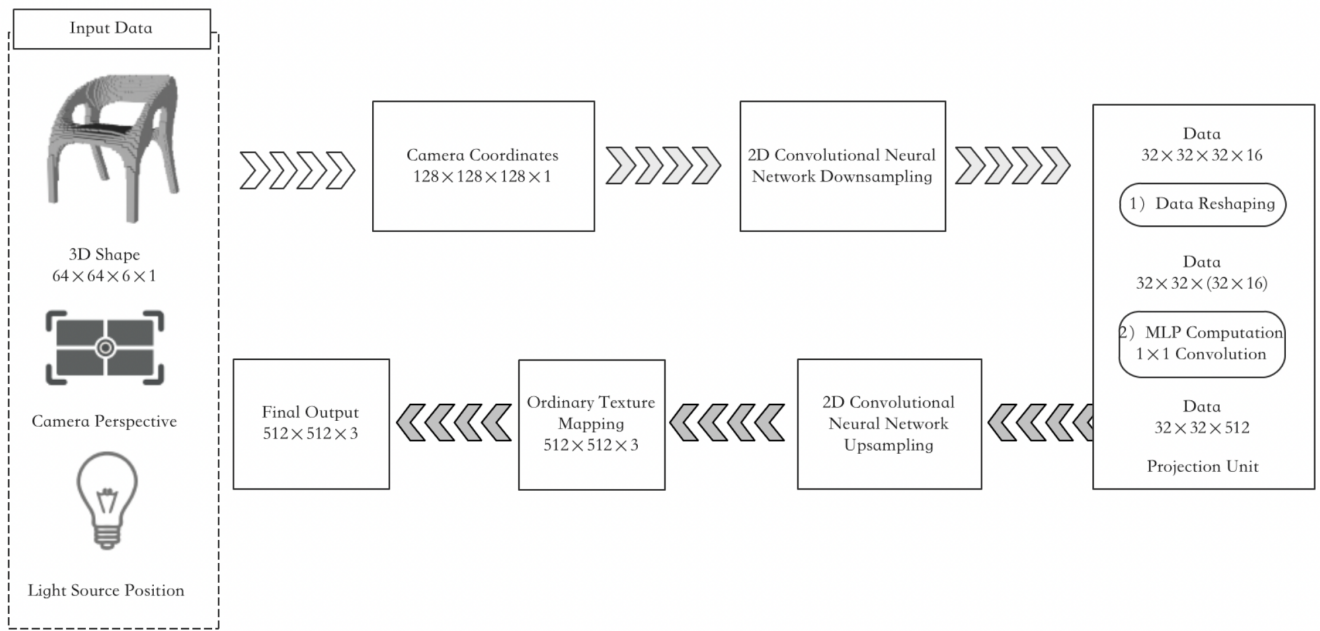 Input Data
3D Shape
64×64×6×1
Camera Perspective
Light Source Position
Camera Coordinates
128×128×128×1
2D Convolutional Neural
Network Downsampling
Data
32×32×32×16
1）Data Reshaping
Data
32×32×(32×16)
2）MLP Computation
1×1 Convolution
Data
32×32×512
Projection Unit
2D Convolutional
Neural Network
Upsampling
Ordinary Texture
Mapping
512×512×3
Final Output
512×512×3